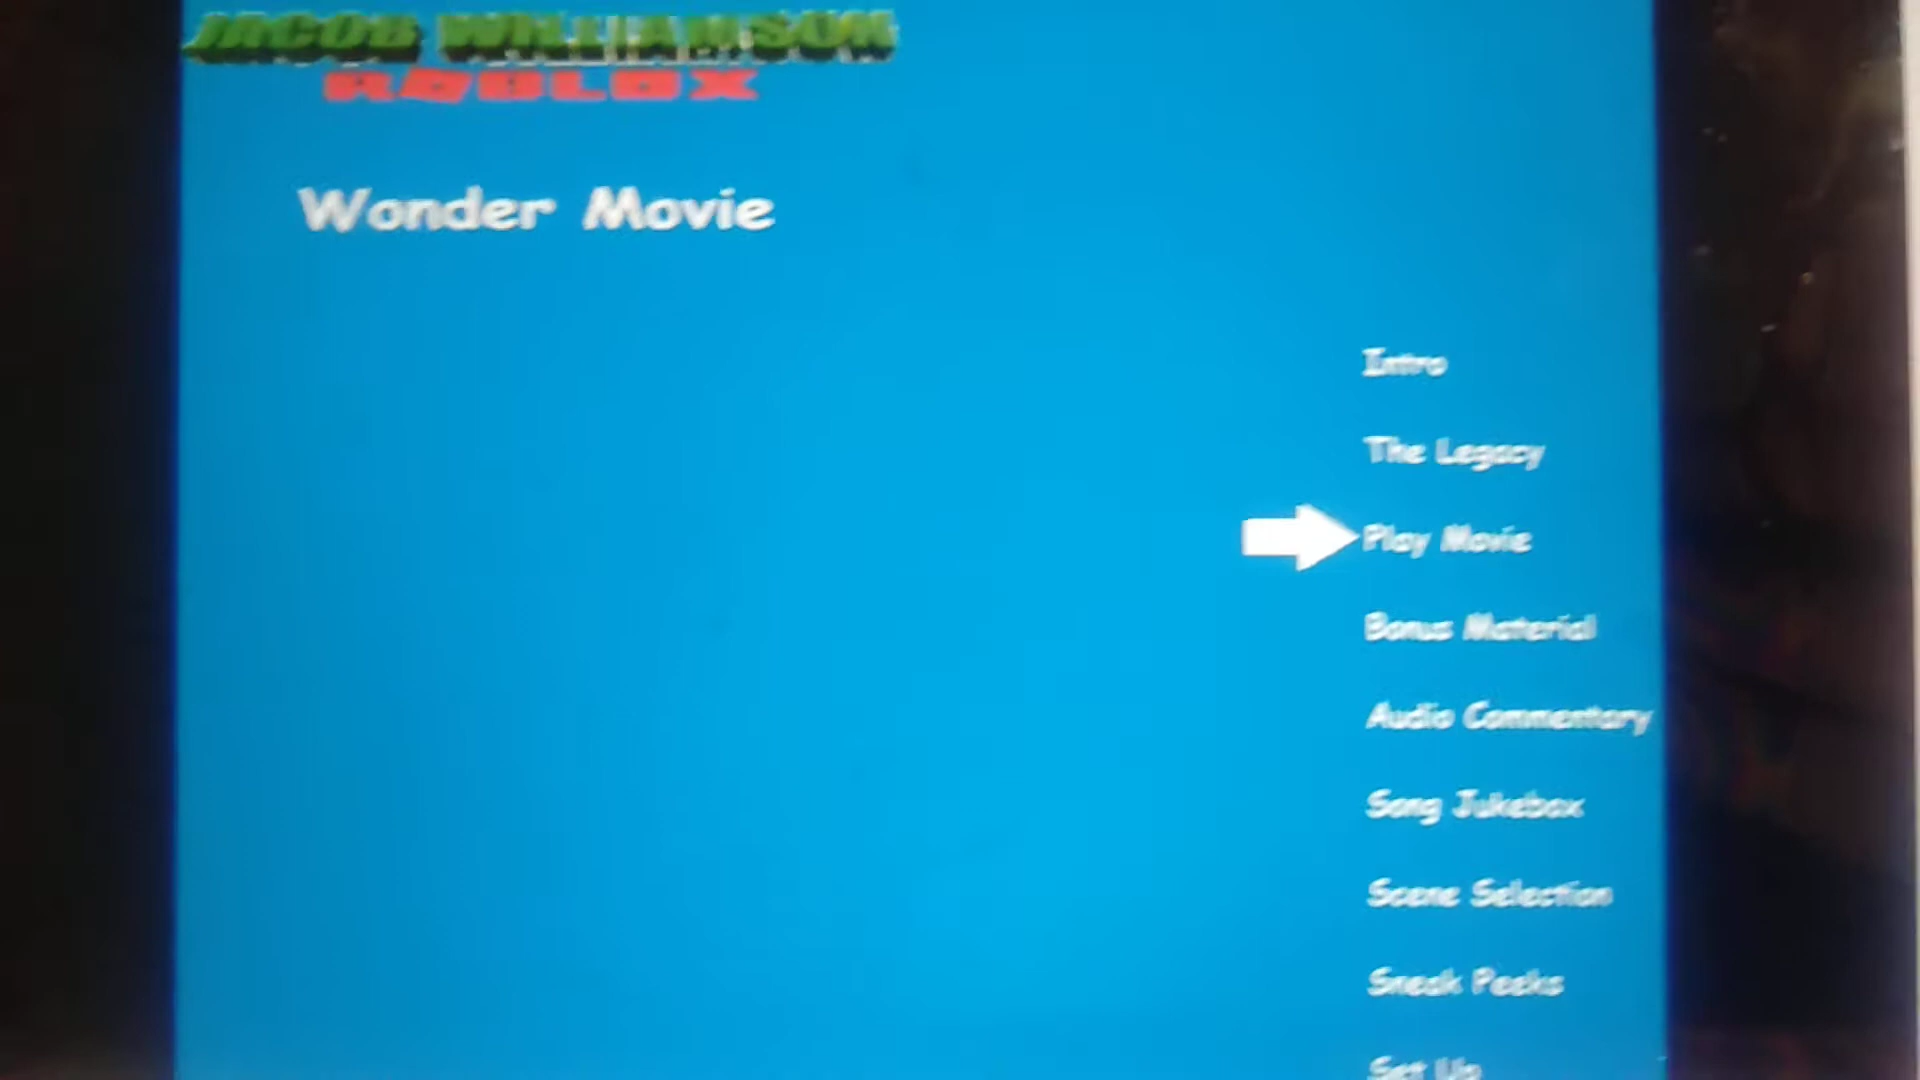 JACOB WILLIAMSON
ROBLOX
Wonder Movie
Intro
The Legacy
Play Movie
Bonus Material
Audio Commentary
Song Jukebox
Scene Selection
Sneak Peeks
Set Up